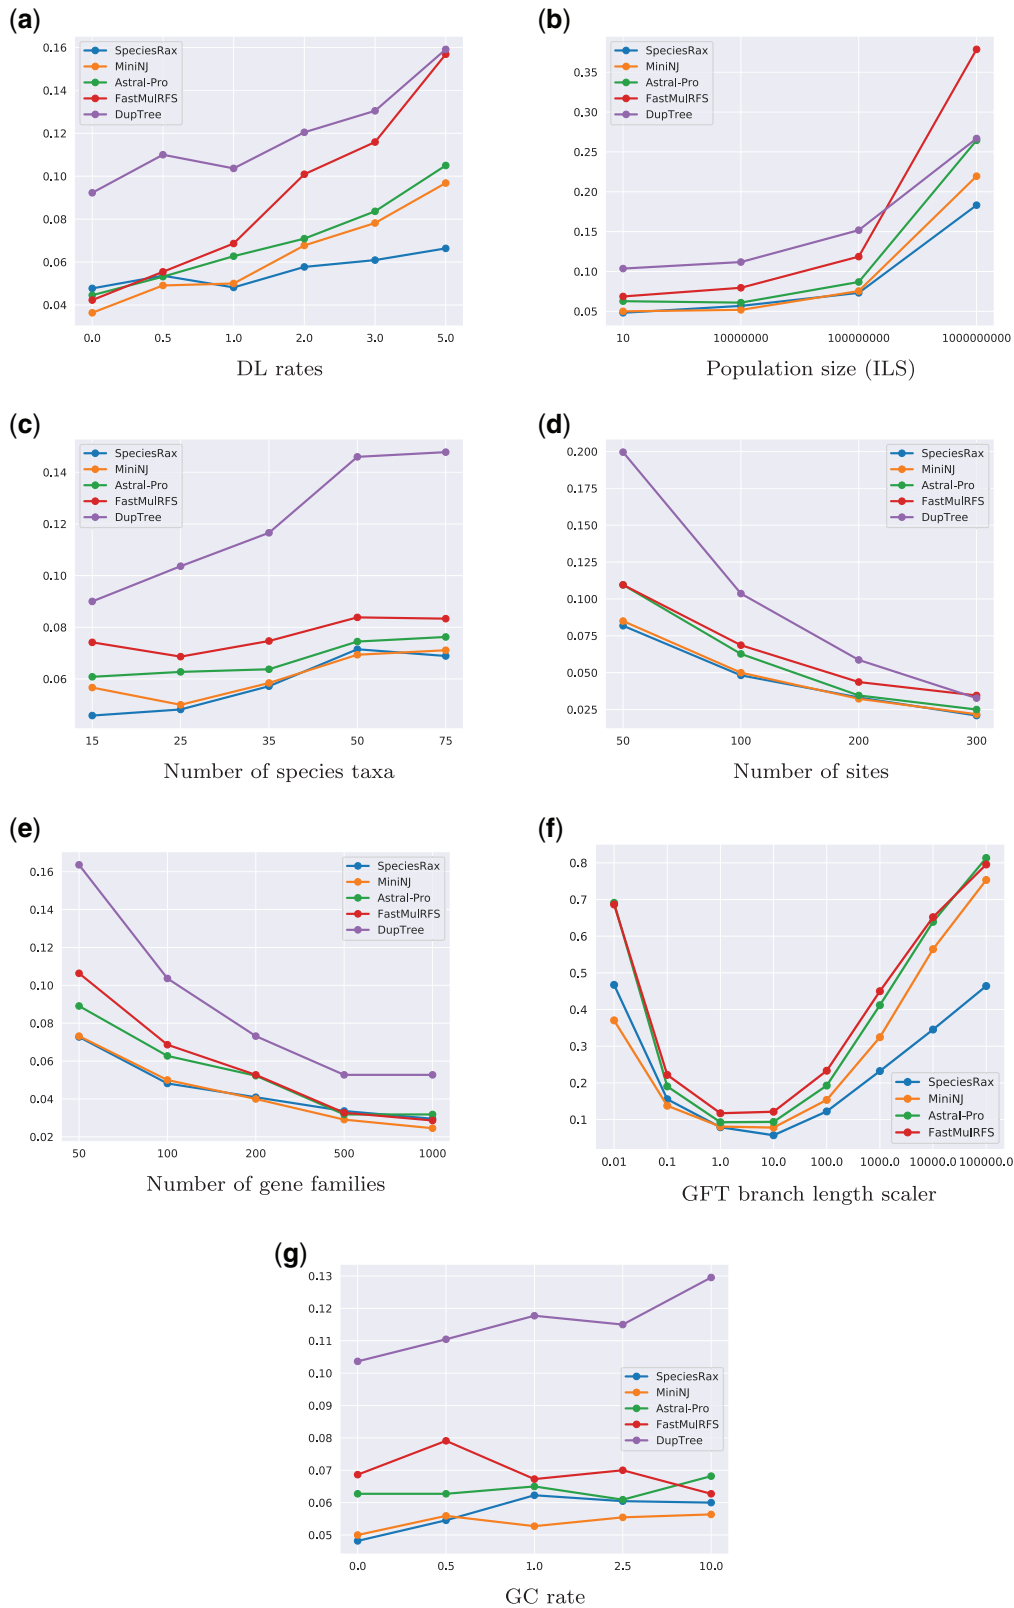 (a)
0.16
0.14
0.12
0.10
0.08
0.06
0.04
SpeciesRax
MiniNJ
Astral-Pro
FastMulRFS
DupTree
0.0 0.5 1.0 2.0 3.0 5.0
DL rates
(b)
0.35
0.30
0.25
0.20
0.15
0.10
0.05
SpeciesRax
MiniNJ
Astral-Pro
FastMulRFS
DupTree
10 10000000 100000000 1000000000
Population size (ILS)
(c)
0.14
0.12
0.10
0.08
0.06
SpeciesRax
MiniNJ
Astral-Pro
FastMulRFS
DupTree
15 25 35 50 75
Number of species taxa
(d)
0.200
0.175
0.150
0.125
0.100
0.075
0.050
0.025
SpeciesRax
MiniNJ
Astral-Pro
FastMulRFS
DupTree
50 100 200 300
Number of sites
(e)
0.16
0.14
0.12
0.10
0.08
0.06
0.04
0.02
SpeciesRax
MiniNJ
Astral-Pro
FastMulRFS
DupTree
50 100 200 500 1000
Number of gene families
(f)
0.8
0.7
0.6
0.5
0.4
0.3
0.2
0.1
SpeciesRax
MiniNJ
Astral-Pro
FastMulRFS
0.01 0.1 1.0 10.0 100.0 1000.0 10000.0 100000.0
GFT branch length scaler
(g)
0.13
0.12
0.11
0.10
0.09
0.08
0.07
0.06
0.05
SpeciesRax
MiniNJ
Astral-Pro
FastMulRFS
DupTree
0.0 0.5 1.0 2.5 10.0
GC rate